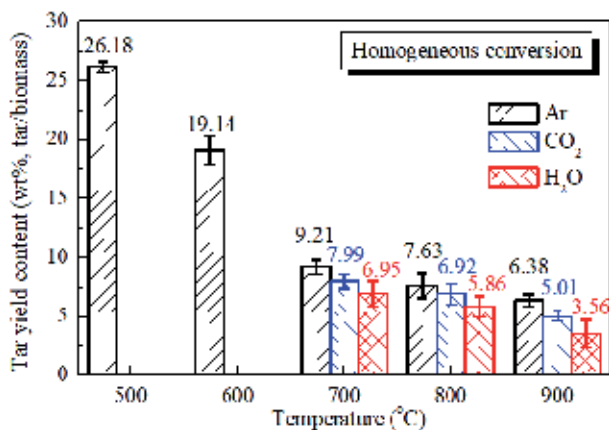 Homogeneous conversion
Ar
CO2
H2O
Tar yield content (wt%, tar/biomass)
30
25
20
15
10
5
0
26.18
19.14
9.21
7.99
6.95
7.63
6.92
5.86
6.38
5.01
3.56
500 600 700 800 900
Temperature (°C)